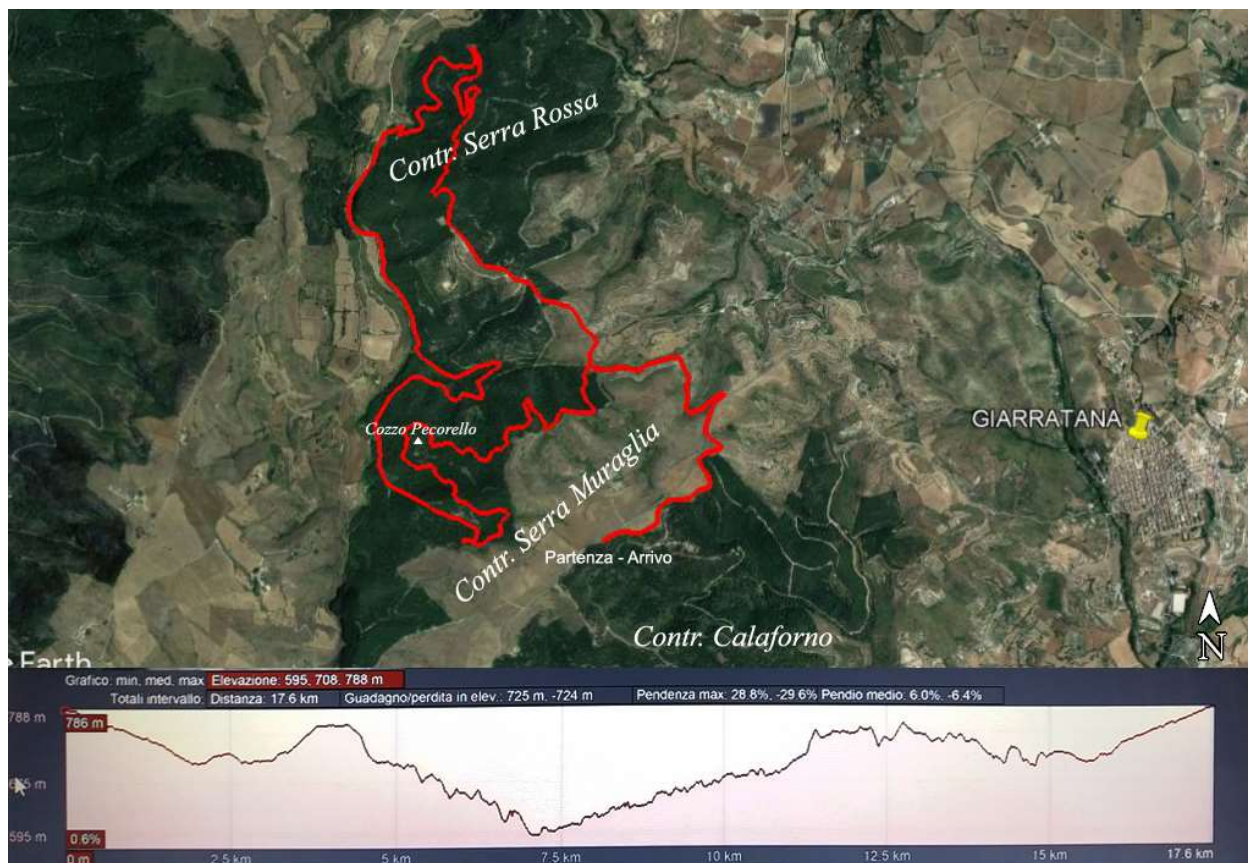 Contr. Serra Rossa
GIARRATANA
Cozzo Pecorello
Contr. Serra Muraglia
Partenza - Arrivo
Contr. Calaforno
N
Earth
Grafico: min. med. max Elevazione: 595, 708, 788 m
Totali intervallo: Distanza: 17.6 km Guadagno/perdita in elev.: 725 m, -724 m Pendenza max: 28.8%, -29.6% Pendio medio: 6.0%, -6.4%
788 m
786 m
595 m
0.6%
0 m 2.5 km 5 km 7.5 km 10 km 12.5 km 15 km 17.6 km